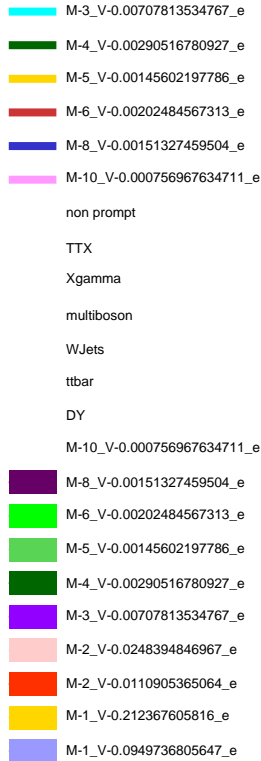 M-3_V-0.00707813534767_e
M-4_V-0.00290516780927_e
M-5_V-0.00145602197786_e
M-6_V-0.00202484567313_e
M-8_V-0.00151327459504_e
M-10_V-0.000756967634711_e
non prompt
TTX
Xgamma
multiboson
WJets
ttbar
DY
M-10_V-0.000756967634711_e
M-8_V-0.00151327459504_e
M-6_V-0.00202484567313_e
M-5_V-0.00145602197786_e
M-4_V-0.00290516780927_e
M-3_V-0.00707813534767_e
M-2_V-0.0248394846967_e
M-2_V-0.0110905365064_e
M-1_V-0.212367605816_e
M-1_V-0.0949736805647_e